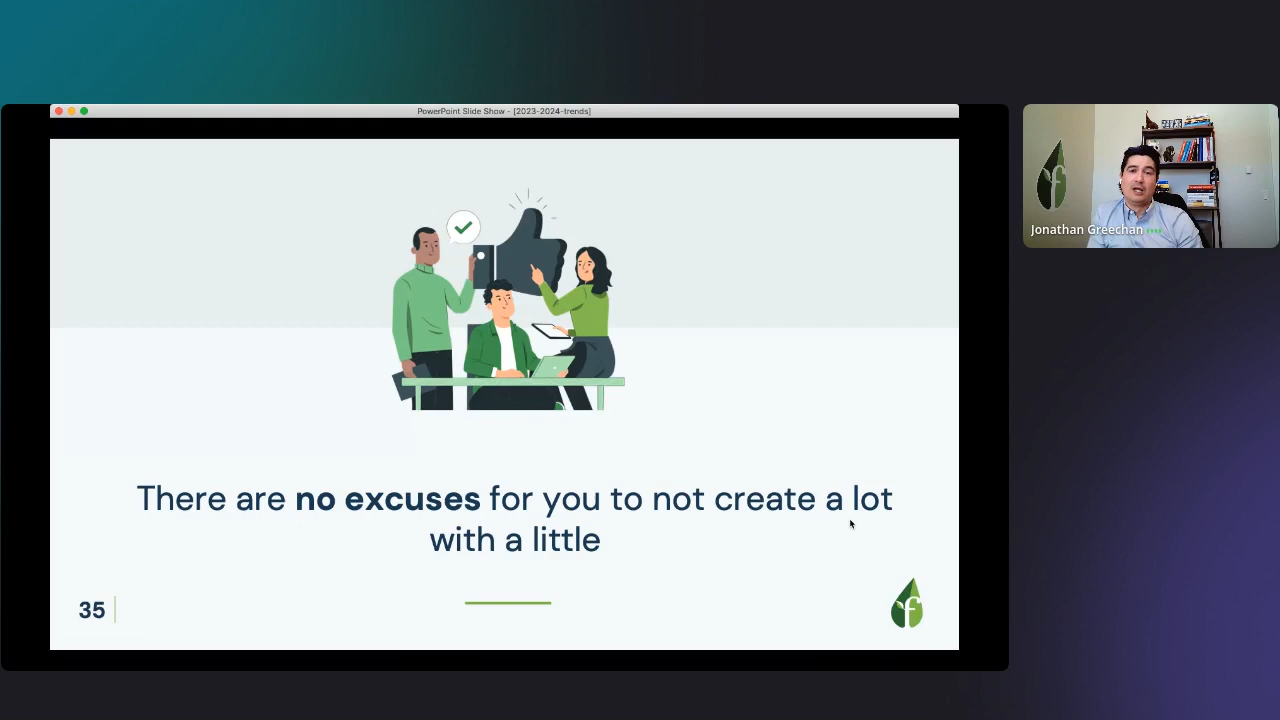 PowerPoint Slide Show - [2023-2024-trends]
Jonathan Greechan
There are no excuses for you to not create a lot
with a little
35
f